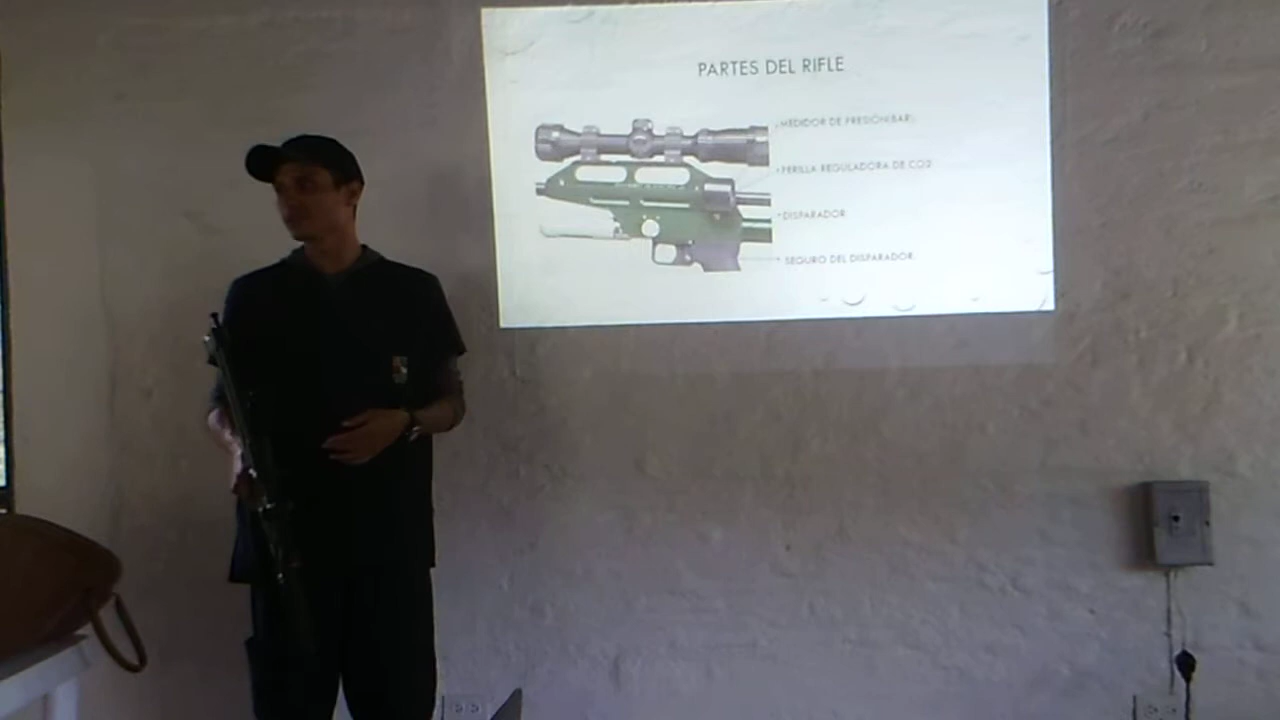 PARTES DEL RIFLE
• MEDIDOR DE PRESIÓN(BAR)
• PERILLA REGULADORA DE CO2
• DISPARADOR
• SEGURO DEL DISPARADOR